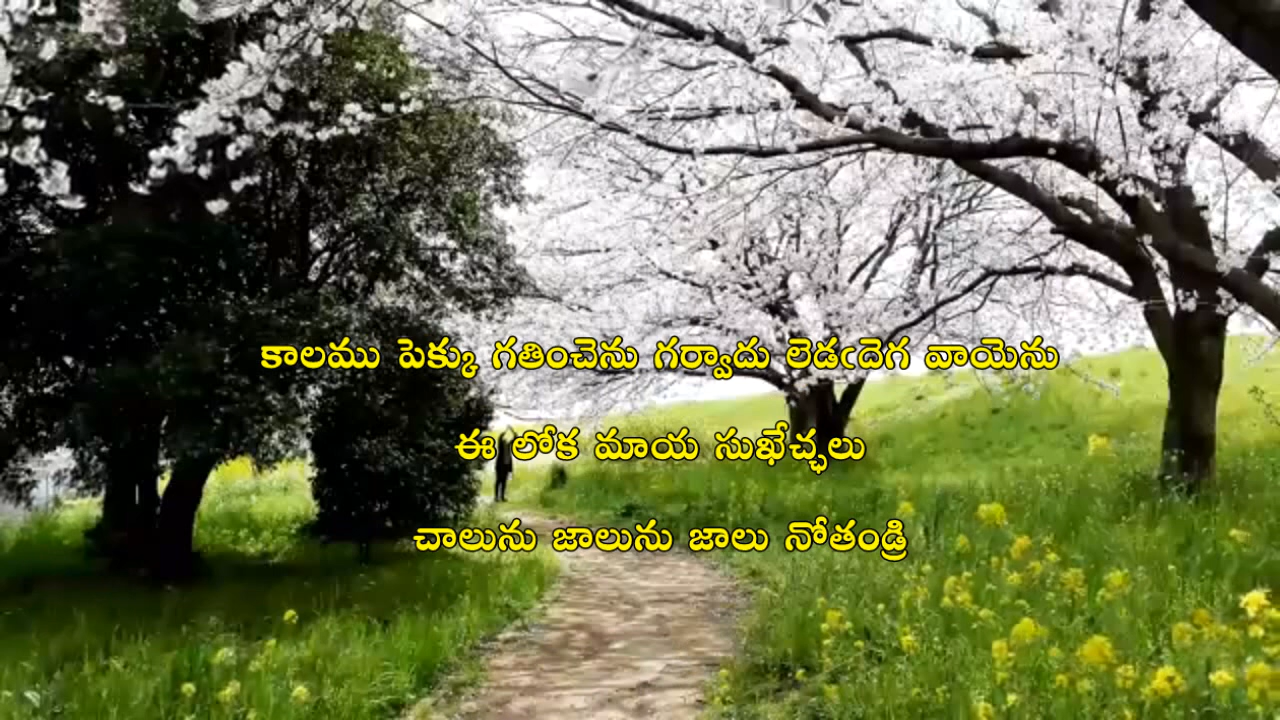 కాలము పెక్కు గతించెను గర్వాదు లెడఁదెగ వాయెను
ఈ లోక మాయ సుఖేచ్ఛలు
చాలును జాలును జాలు నోతండ్రి